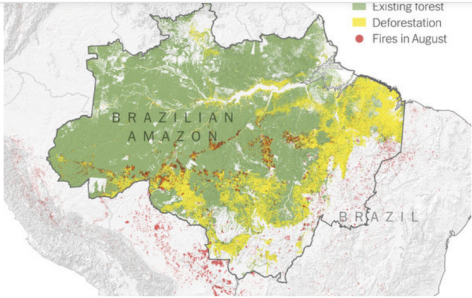 Existing forest
Deforestation
Fires in August
BRAZILIAN
AMAZON
BRAZIL